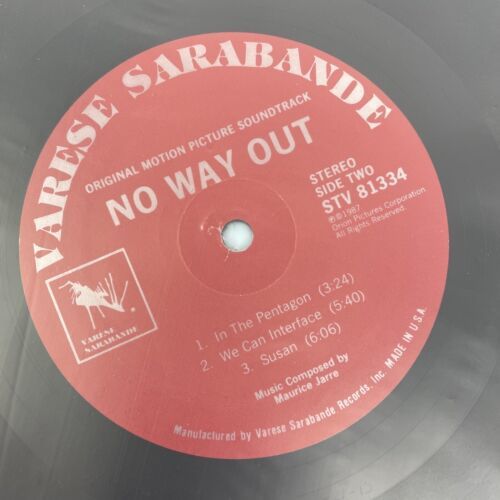 VARESE SARABANDE
ORIGINAL MOTION PICTURE SOUNDTRACK
NO WAY OUT
STEREO
SIDE TWO
STV 81334
℗©1987
Orion Pictures Corporation
All Rights Reserved.
VARESE
SARABANDE
1. In The Pentagon (3:24)
2. We Can Interface (5:40)
3. Susan (6:06)
Music Composed by
Maurice Jarre
Manufactured by Varese Sarabande Records, Inc. MADE IN U.S.A.